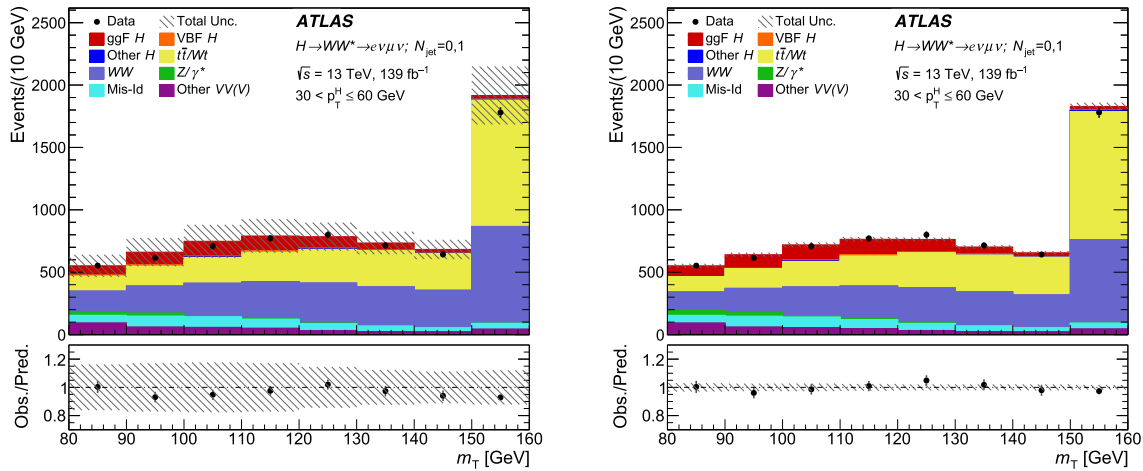 Events/(10 GeV)
2500
2000
1500
1000
500
0
Data
Total Unc.
ggF H
VBF H
Other H
tt̄/Wt
WW
Z/γ*
Mis-Id
Other VV(V)
ATLAS
H→WW*→eνμν; Njet=0,1
√s = 13 TeV, 139 fb⁻¹
30 < pTH ≤ 60 GeV
Obs./Pred.
1.2
1
0.8
80 90 100 110 120 130 140 150 160
mT [GeV]
Events/(10 GeV)
2500
2000
1500
1000
500
0
Data
Total Unc.
ggF H
VBF H
Other H
tt̄/Wt
WW
Z/γ*
Mis-Id
Other VV(V)
ATLAS
H→WW*→eνμν; Njet=0,1
√s = 13 TeV, 139 fb⁻¹
30 < pTH ≤ 60 GeV
Obs./Pred.
1.2
1
0.8
80 90 100 110 120 130 140 150 160
mT [GeV]